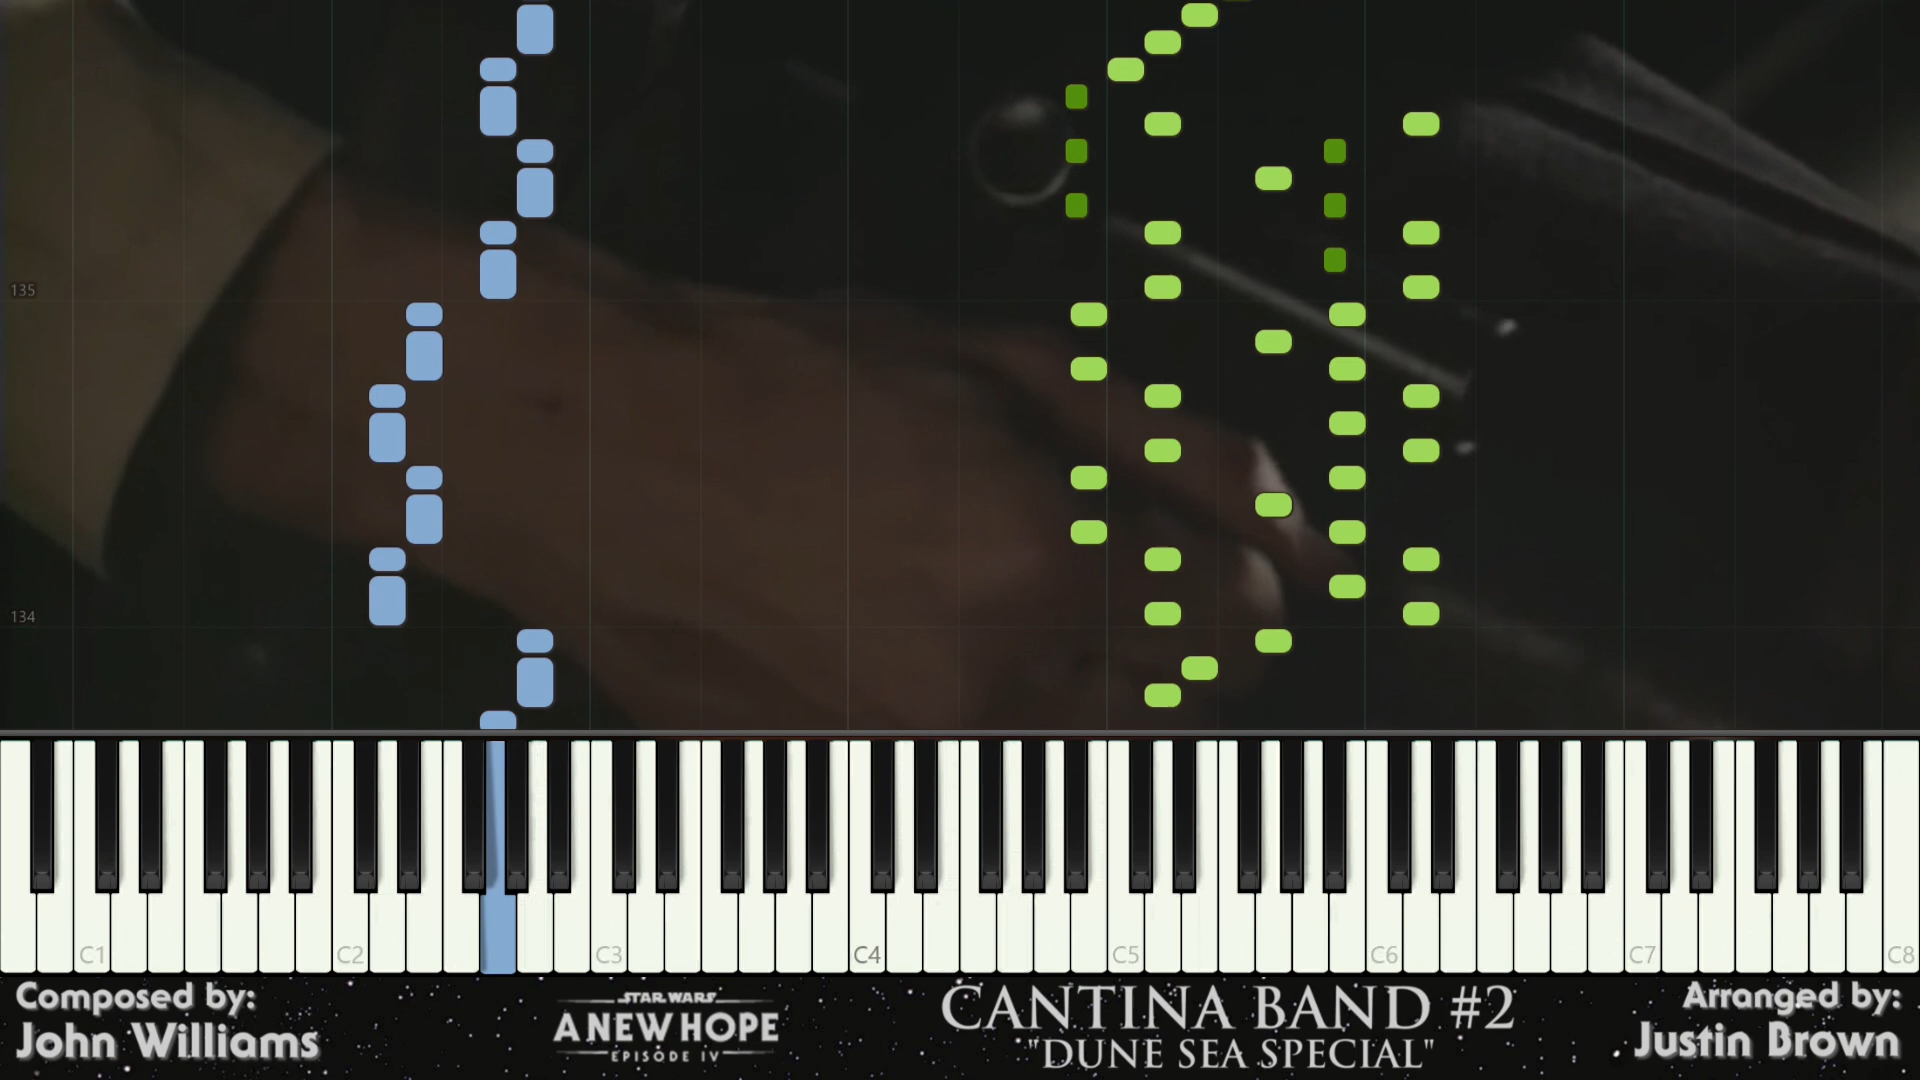 135
134
C1
C2
C3
C4
C5
C6
C7
C8
Composed by:
John Williams
STAR WARS
A NEW HOPE
EPISODE IV
CANTINA BAND #2
"DUNE SEA SPECIAL"
Arranged by:
Justin Brown